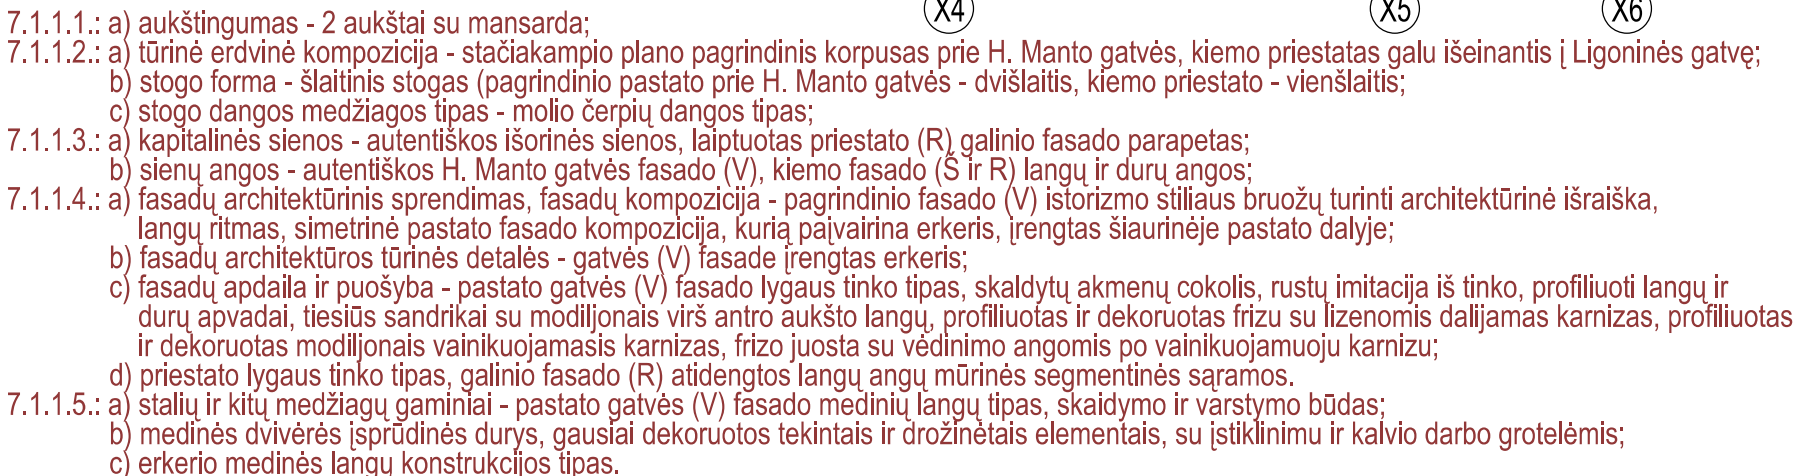 X4 X5 X6
7.1.1.1.: a) aukštingumas - 2 aukštai su mansarda;
7.1.1.2.: a) tūrinė erdvinė kompozicija - stačiakampio plano pagrindinis korpusas prie H. Manto gatvės, kiemo priestatas galu išeinantis į Ligoninės gatvę;
b) stogo forma - šlaitinis stogas (pagrindinio pastato prie H. Manto gatvės - dvišlaitis, kiemo priestato - vienšlaitis;
c) stogo dangos medžiagos tipas - molio čerpių dangos tipas;
7.1.1.3.: a) kapitalinės sienos - autentiškos išorinės sienos, laiptuotas priestato (R) galinio fasado parapetas;
b) sienų angos - autentiškos H. Manto gatvės fasado (V), kiemo fasado (Š ir R) langų ir durų angos;
7.1.1.4.: a) fasadų architektūrinis sprendimas, fasadų kompozicija - pagrindinio fasado (V) istorizmo stiliaus bruožų turinti architektūrinė išraiška,
langų ritmas, simetrinė pastato fasado kompozicija, kurią paįvairina erkeris, įrengtas šiaurinėje pastato dalyje;
b) fasadų architektūros tūrinės detalės - gatvės (V) fasade įrengtas erkeris;
c) fasadų apdaila ir puošyba - pastato gatvės (V) fasado lygaus tinko tipas, skaldytų akmenų cokolis, rustų imitacija iš tinko, profiliuoti langų ir
durų apvadai, tiesiūs sandrikai su modiljonais virš antro aukšto langų, profiliuotas ir dekoruotas frizu su lizenomis dalijamas karnizas, profiliuotas
ir dekoruotas modiljonais vainikuojamasis karnizas, frizo juosta su vėdinimo angomis po vainikuojamuoju karnizu;
d) priestato lygaus tinko tipas, galinio fasado (R) atidengtos langų angų mūrinės segmentinės sąramos.
7.1.1.5.: a) stalių ir kitų medžiagų gaminiai - pastato gatvės (V) fasado medinių langų tipas, skaidymo ir varstymo būdas;
b) medinės dvivėrės įsprūdinės durys, gausiai dekoruotos tekintais ir drožinėtais elementais, su įstiklinimu ir kalvio darbo grotelėmis;
c) erkerio medinės langų konstrukcijos tipas.